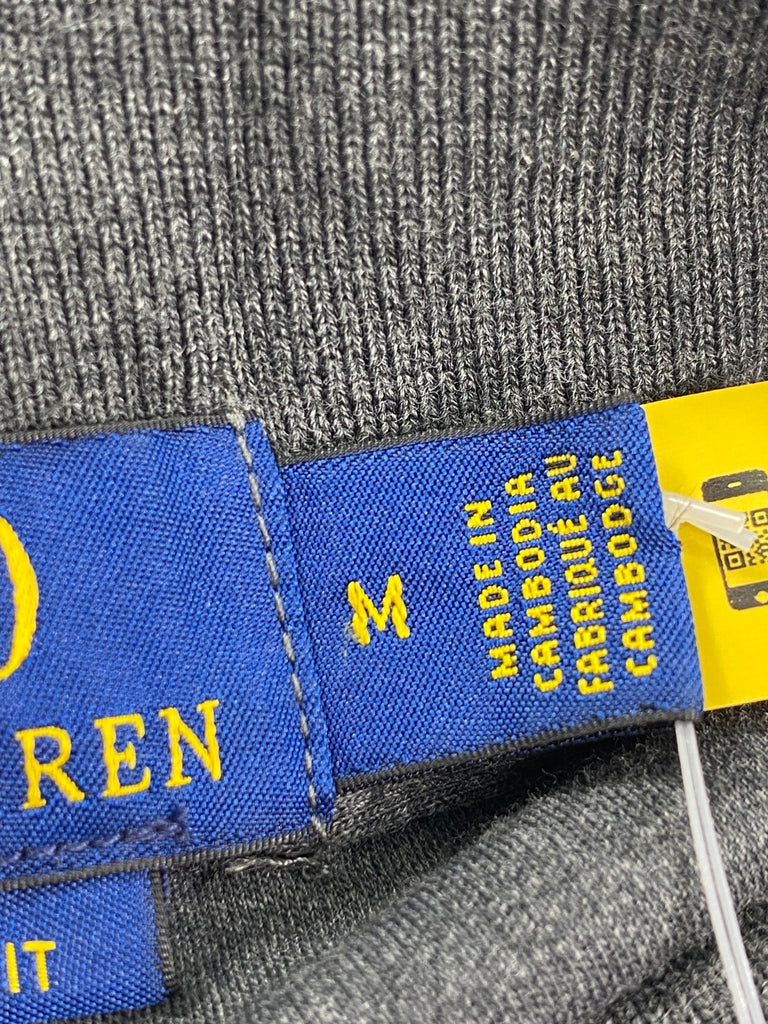 REN
M
MADE IN
CAMBODIA
FABRIQUÉ AU
CAMBODGE
IT